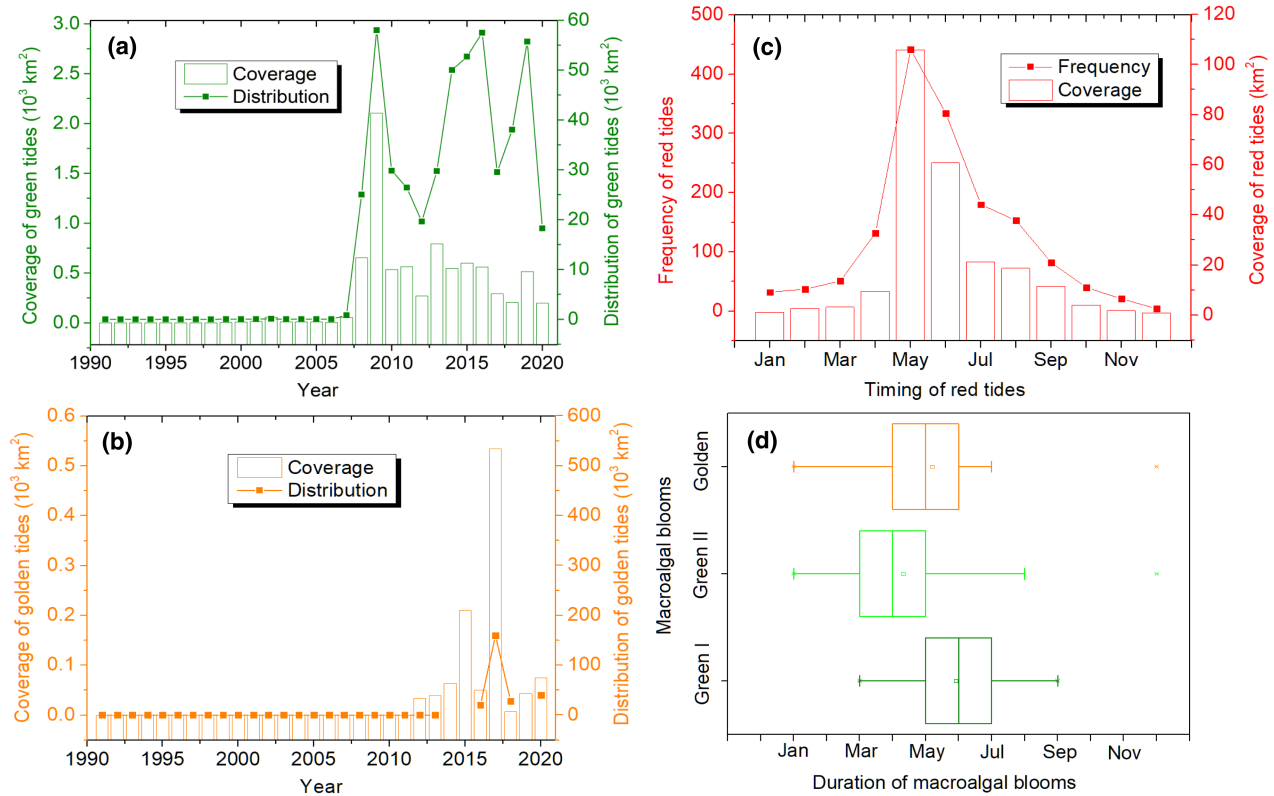 (a)
Coverage
Distribution
3.0
2.5
2.0
1.5
1.0
0.5
0.0
Coverage of green tides (10³ km²)
60
50
40
30
20
10
0
Distribution of green tides (10³ km²)
1990
1995
2000
2005
2010
2015
2020
Year
(c)
Frequency
Coverage
500
400
300
200
100
0
Frequency of red tides
120
100
80
60
40
20
0
Coverage of red tides (km²)
Jan
Mar
May
Jul
Sep
Nov
Timing of red tides
(b)
Coverage
Distribution
0.6
0.5
0.4
0.3
0.2
0.1
0.0
Coverage of golden tides (10³ km²)
600
500
400
300
200
100
0
Distribution of golden tides (10³ km²)
1990
1995
2000
2005
2010
2015
2020
Year
(d)
Golden
Green II
Green I
Macroalgal blooms
Jan
Mar
May
Jul
Sep
Nov
Duration of macroalgal blooms